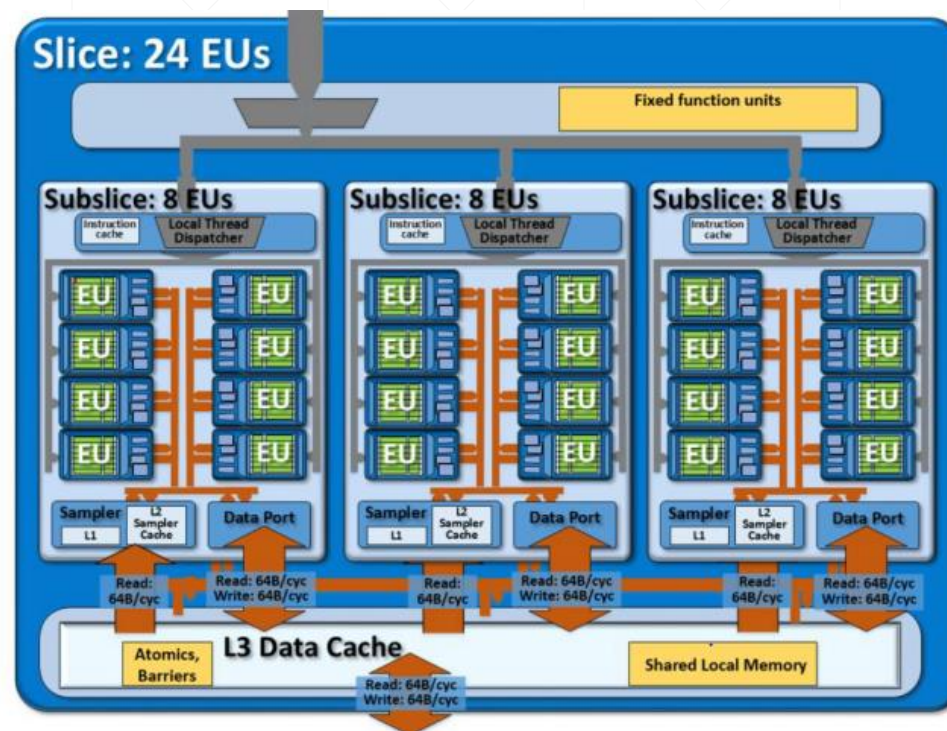 Slice: 24 EUs
Fixed function units
Subslice: 8 EUs
Instruction
cache
Local Thread
Dispatcher
EU
EU
EU
EU
EU
EU
EU
EU
Sampler
L1
L2
Sampler
Cache
Data Port
Subslice: 8 EUs
Instruction
cache
Local Thread
Dispatcher
EU
EU
EU
EU
EU
EU
EU
EU
Sampler
L1
L2
Sampler
Cache
Data Port
Subslice: 8 EUs
Instruction
cache
Local Thread
Dispatcher
EU
EU
EU
EU
EU
EU
EU
EU
Sampler
L1
L2
Sampler
Cache
Data Port
Read:
64B/cyc
Read: 64B/cyc
Write: 64B/cyc
Read:
64B/cyc
Read: 64B/cyc
Write: 64B/cyc
Read:
64B/cyc
Read: 64B/cyc
Write: 64B/cyc
L3 Data Cache
Atomics,
Barriers
Shared Local Memory
Read: 64B/cyc
Write: 64B/cyc